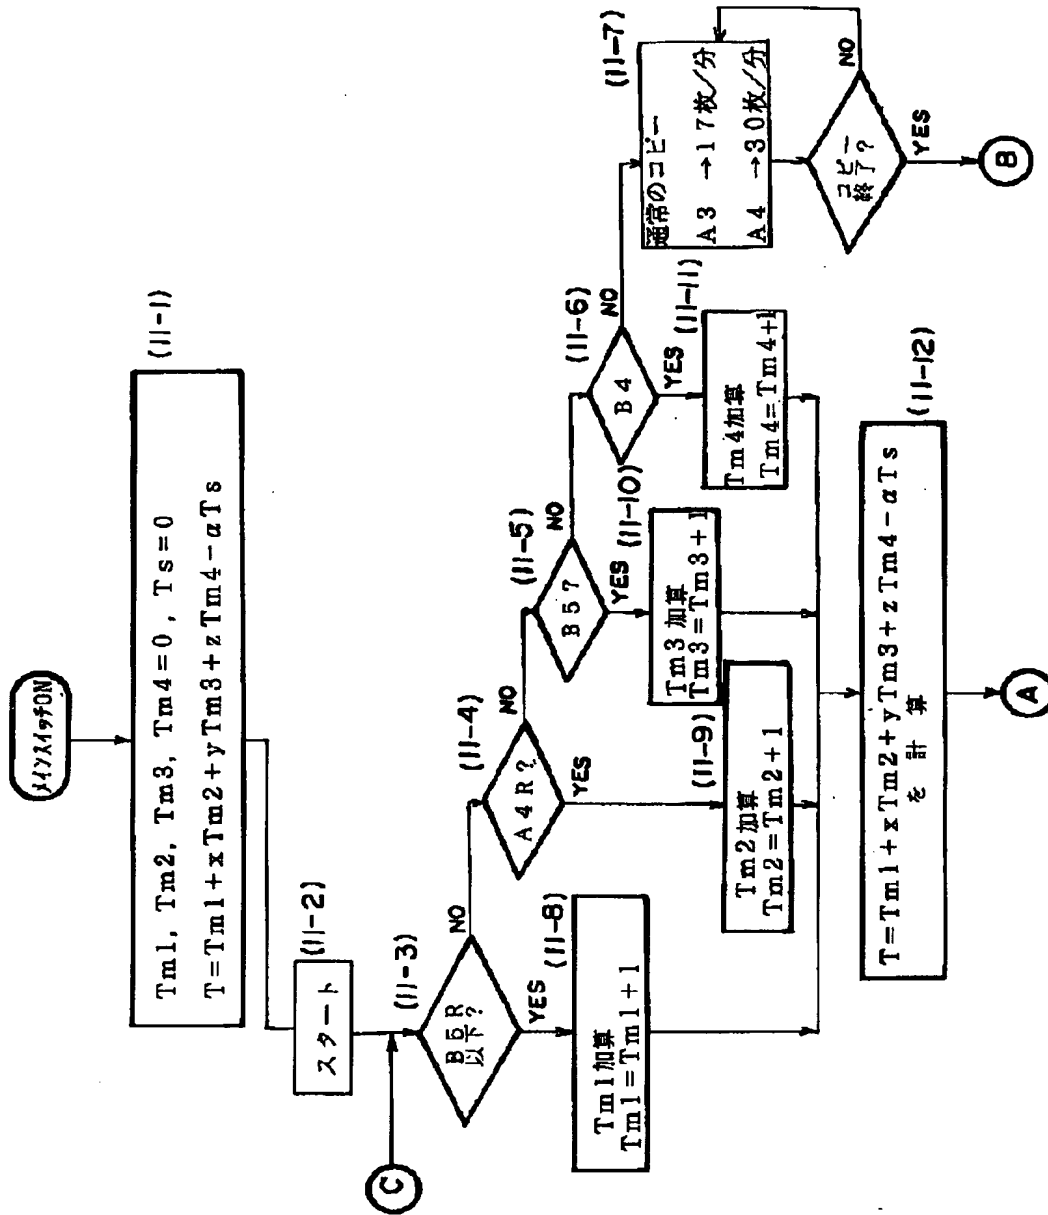 メインスイッチON
(11-1)
Tm1, Tm2, Tm3, Tm4=0, Ts=0
T=Tm1+xTm2+yTm3+zTm4-αTs
(11-2)
スタート
C
(11-3)
B5R
以下?
NO
YES
(11-4)
A4R?
NO
YES
(11-5)
B5?
NO
YES
(11-6)
B4
NO
YES
(11-7)
通常のコピー
A3 →17枚/分
A4 →30枚/分
コピー
終了?
NO
YES
B
(11-8)
Tm1加算
Tm1=Tm1+1
(11-9)
Tm2加算
Tm2=Tm2+1
(11-10)
Tm3加算
Tm3=Tm3+1
(11-11)
Tm4加算
Tm4=Tm4+1
(11-12)
T=Tm1+xTm2+yTm3+zTm4-αTs
を計算
A